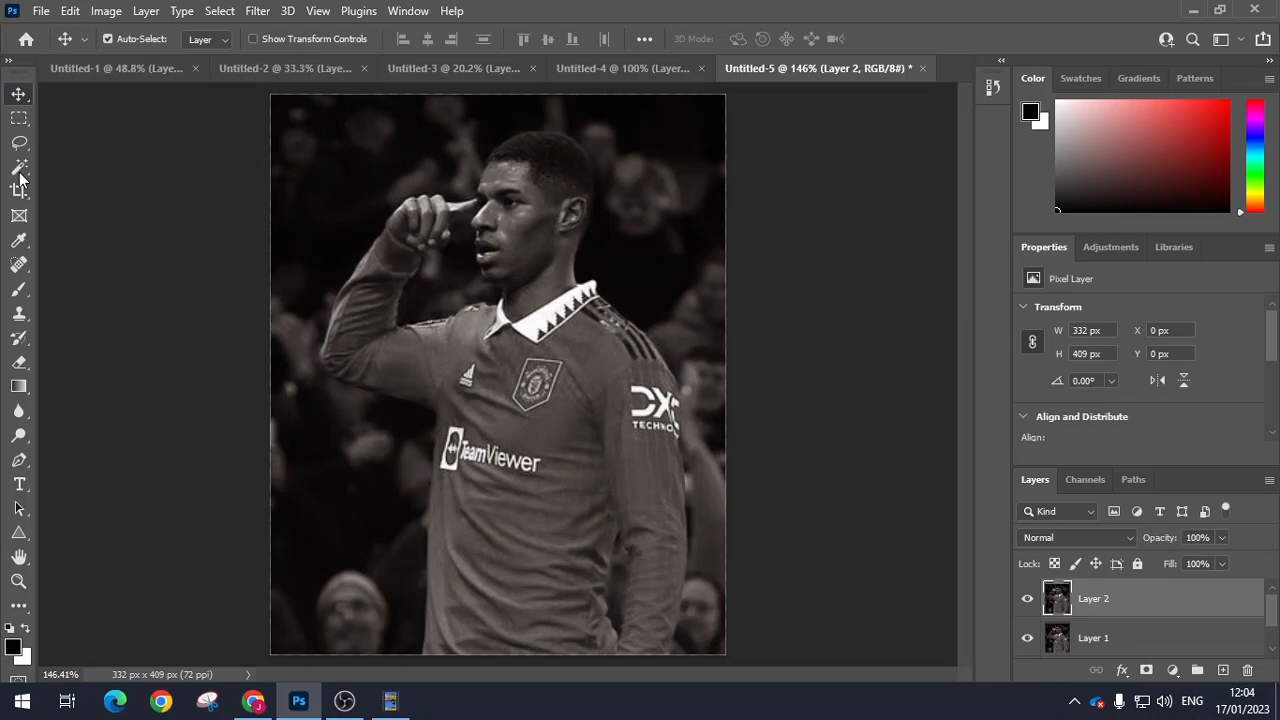 Ps File Edit Image Layer Type Select Filter 3D View Plugins Window Help
Auto-Select: Layer Show Transform Controls 3D Mode:
Untitled-1 @ 48.8% (Laye... × Untitled-2 @ 33.3% (Laye... × Untitled-3 @ 20.2% (Laye... × Untitled-4 @ 100% (Layer... × Untitled-5 @ 146% (Layer 2, RGB/8#) * ×
Color Swatches Gradients Patterns
Properties Adjustments Libraries
Pixel Layer
Transform
W 332 px X 0 px
H 409 px Y 0 px
0.00°
Align and Distribute
Align:
Layers Channels Paths
Kind
Normal Opacity: 100%
Lock: Fill: 100%
Layer 2
Layer 1
DXC
TECHNOL
TeamViewer
adidas
146.41% 332 px x 409 px (72 ppi)
Ps ENG 12:04
17/01/2023